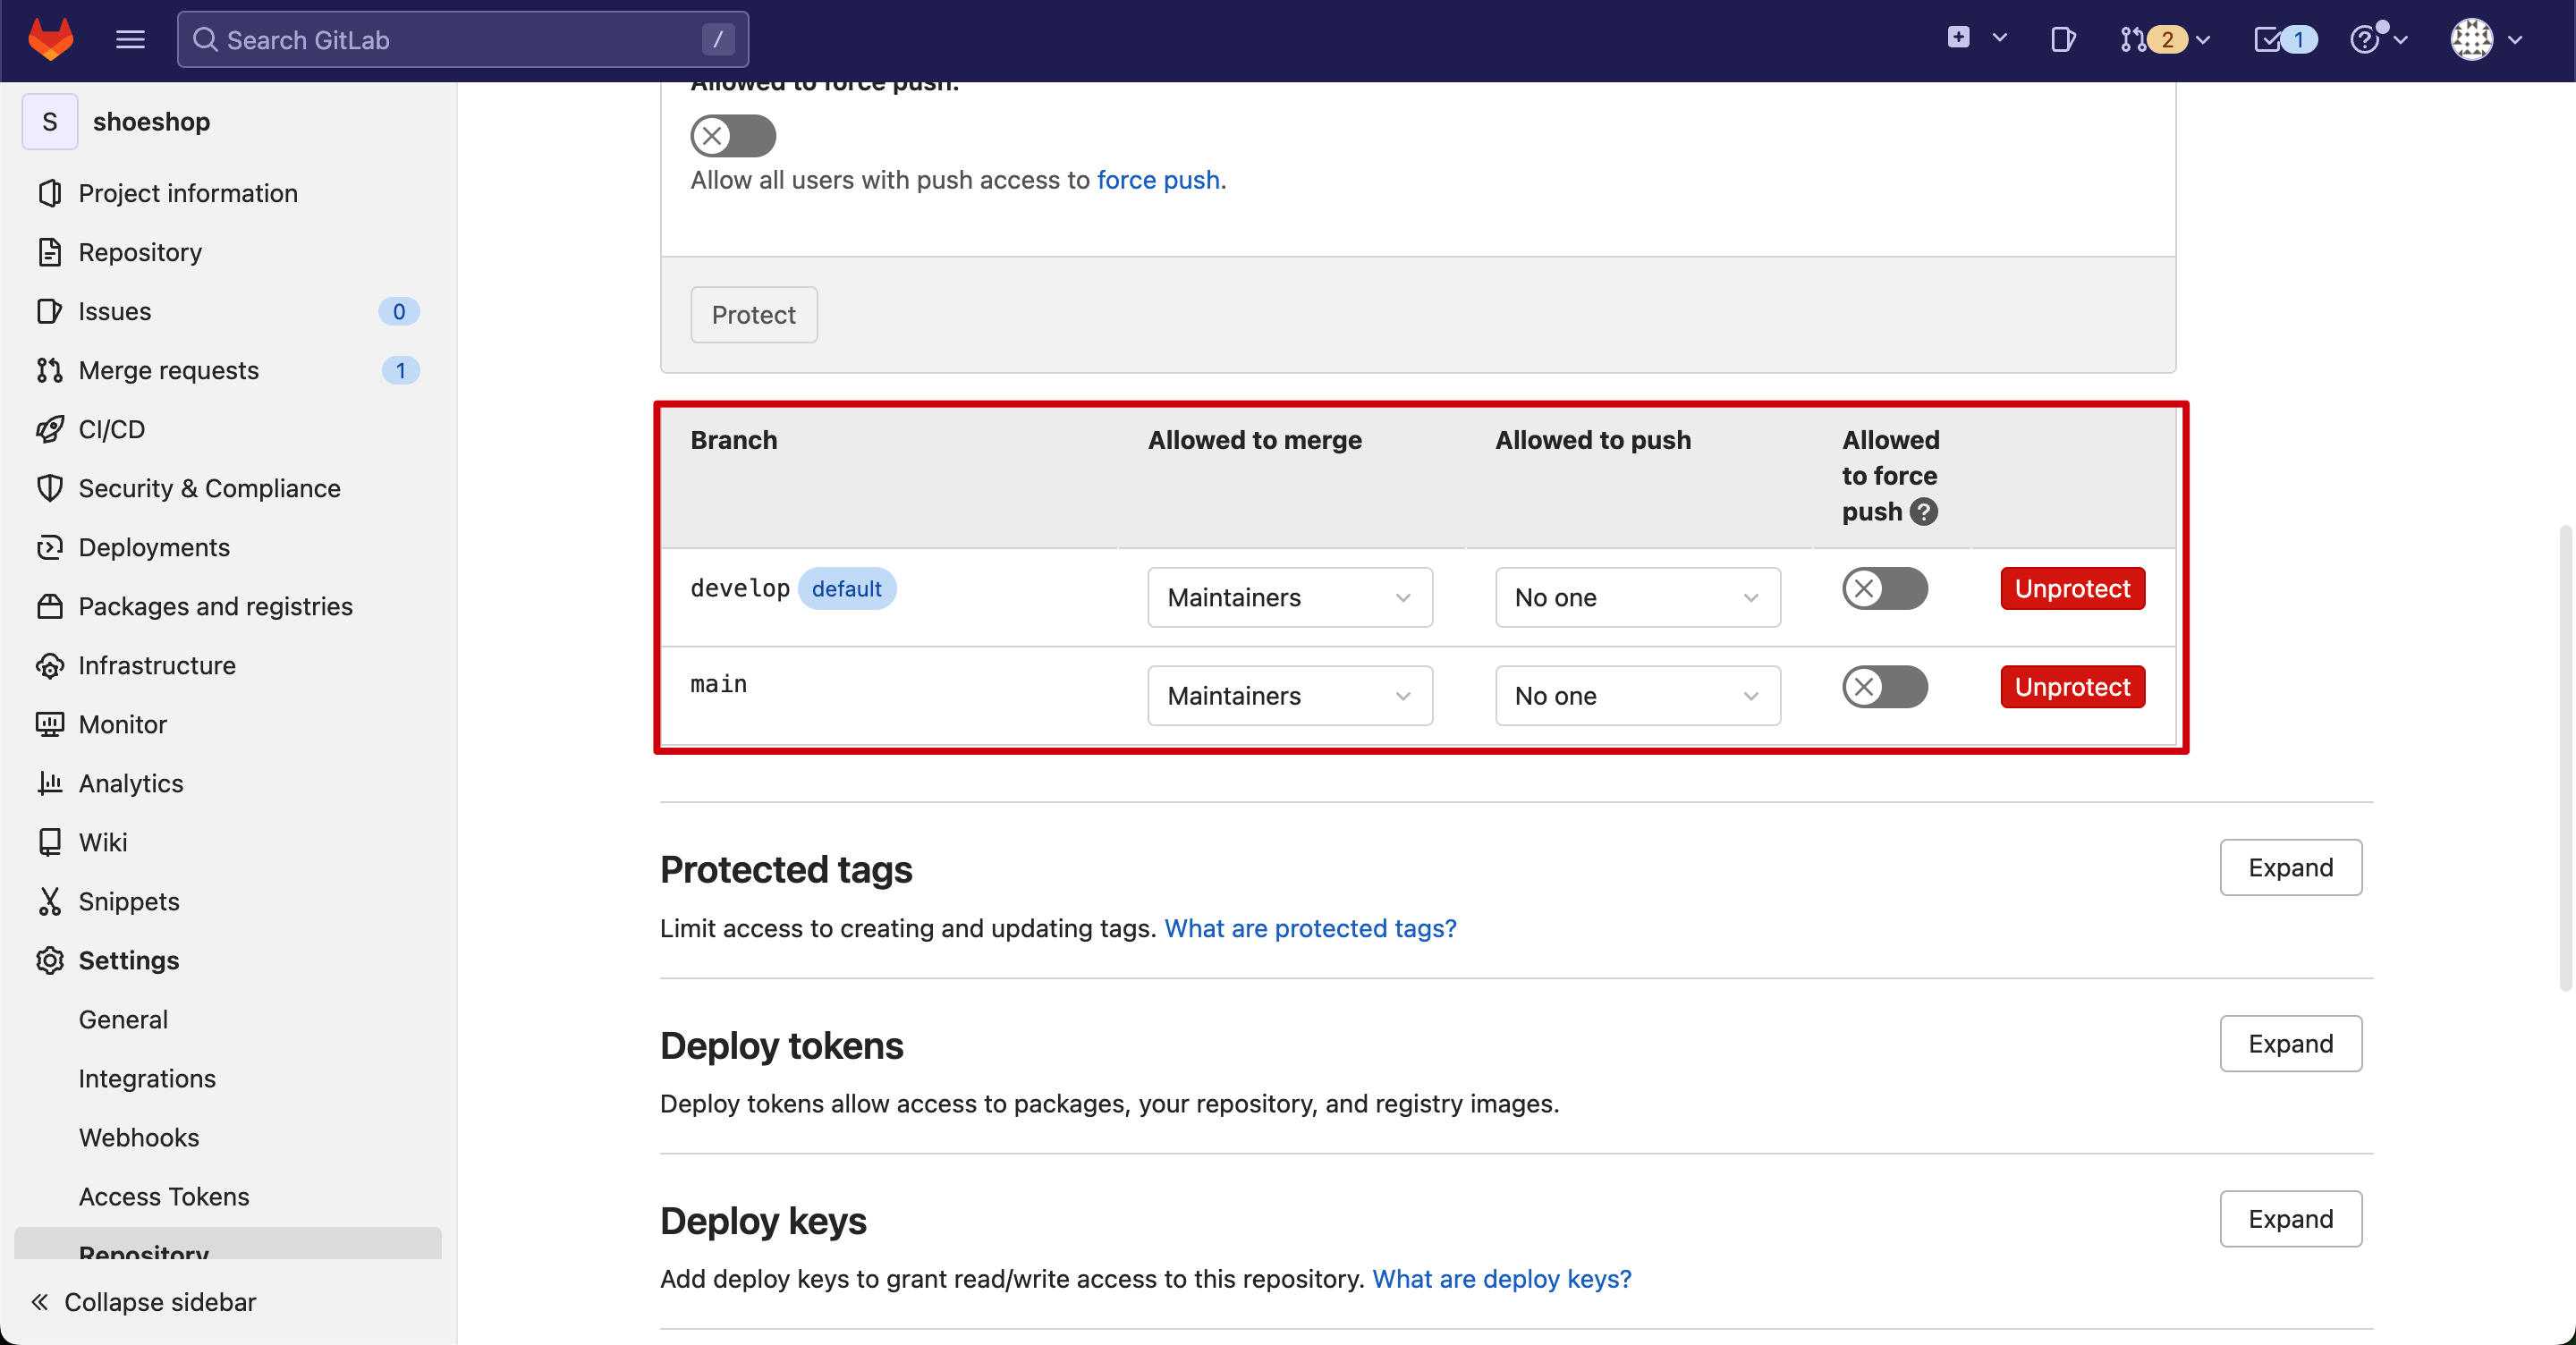 Search GitLab /
2
1
S shoeshop
Project information
Repository
Issues 0
Merge requests 1
CI/CD
Security & Compliance
Deployments
Packages and registries
Infrastructure
Monitor
Analytics
Wiki
Snippets
Settings
General
Integrations
Webhooks
Access Tokens
Repository
Collapse sidebar
Allowed to force push:
Allow all users with push access to force push.
Protect
Branch
Allowed to merge
Allowed to push
Allowed
to force
push ?
develop default
Maintainers
No one
Unprotect
main
Maintainers
No one
Unprotect
Protected tags
Expand
Limit access to creating and updating tags. What are protected tags?
Deploy tokens
Expand
Deploy tokens allow access to packages, your repository, and registry images.
Deploy keys
Expand
Add deploy keys to grant read/write access to this repository. What are deploy keys?